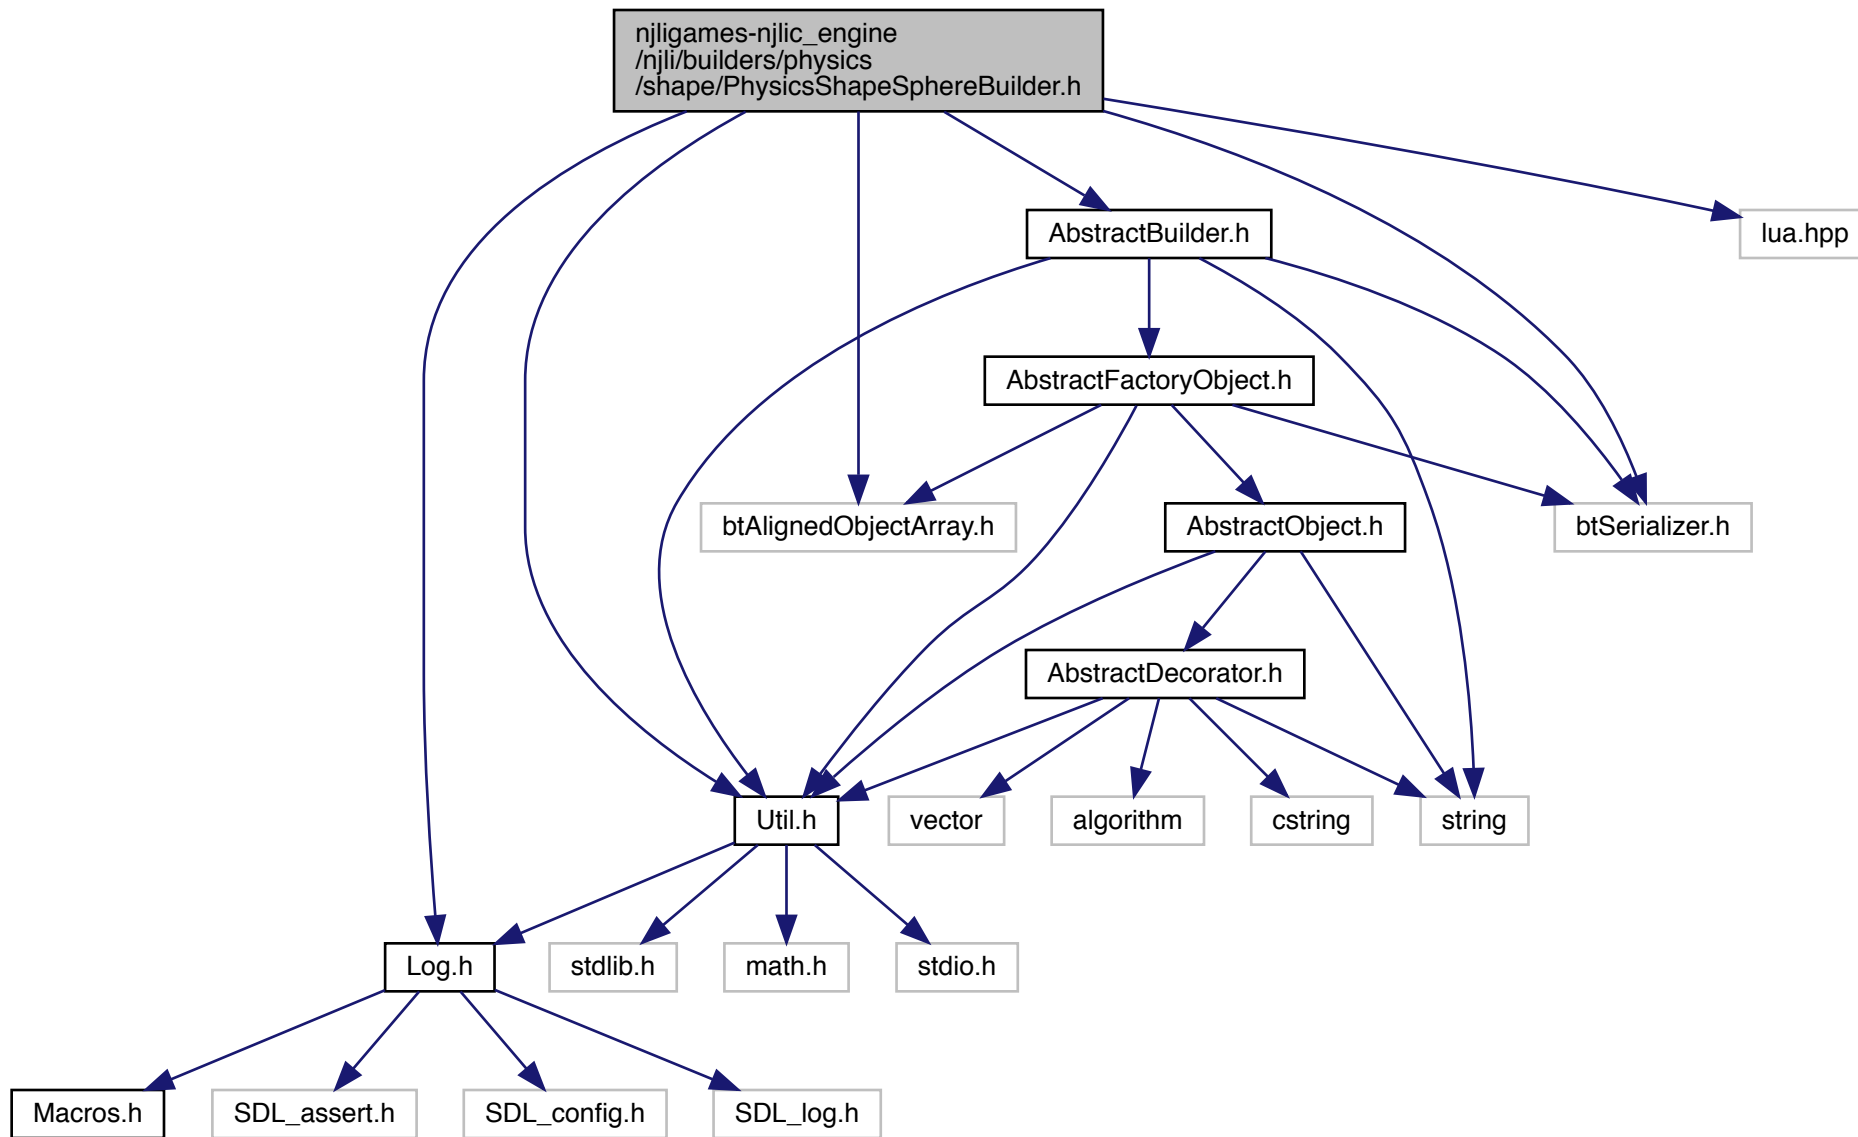 njligames-njlic_engine
/njli/builders/physics
/shape/PhysicsShapeSphereBuilder.h
AbstractBuilder.h
lua.hpp
AbstractFactoryObject.h
btAlignedObjectArray.h
AbstractObject.h
btSerializer.h
AbstractDecorator.h
Util.h
vector
algorithm
cstring
string
Log.h
stdlib.h
math.h
stdio.h
Macros.h
SDL_assert.h
SDL_config.h
SDL_log.h